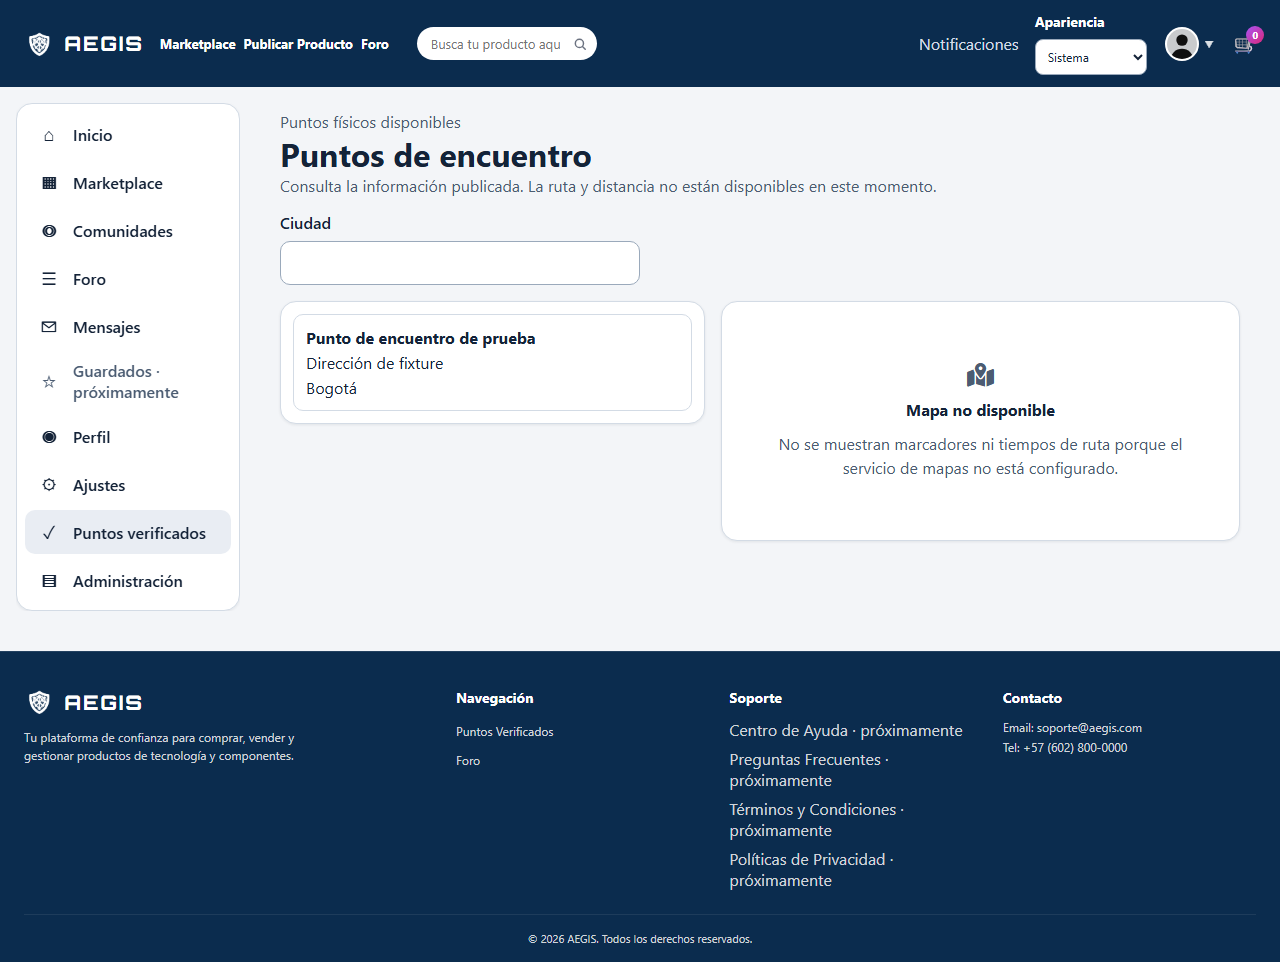 AEGIS
Marketplace Publicar Producto Foro
Busca tu producto aqu
Notificaciones
Apariencia
Sistema
0
Inicio
Marketplace
Comunidades
Foro
Mensajes
Guardados ·
próximamente
Perfil
Ajustes
Puntos verificados
Administración
Puntos físicos disponibles
Puntos de encuentro
Consulta la información publicada. La ruta y distancia no están disponibles en este momento.
Ciudad
Punto de encuentro de prueba
Dirección de fixture
Bogotá
Mapa no disponible
No se muestran marcadores ni tiempos de ruta porque el
servicio de mapas no está configurado.
AEGIS
Tu plataforma de confianza para comprar, vender y
gestionar productos de tecnología y componentes.
Navegación
Puntos Verificados
Foro
Soporte
Centro de Ayuda · próximamente
Preguntas Frecuentes ·
próximamente
Términos y Condiciones ·
próximamente
Políticas de Privacidad ·
próximamente
Contacto
Email: soporte@aegis.com
Tel: +57 (602) 800-0000
© 2026 AEGIS. Todos los derechos reservados.